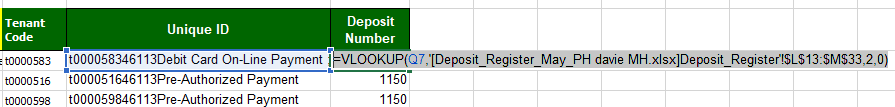 Tenant Code
Unique ID
Deposit Number
t0000583
t000058346113Debit Card On-Line Payment
=VLOOKUP(Q7,'[Deposit_Register_May_PH davie MH.xlsx]Deposit_Register'!$L$13:$M$33,2,0)
t0000516
t000051646113Pre-Authorized Payment
1150
t0000598
t000059846113Pre-Authorized Payment
1150